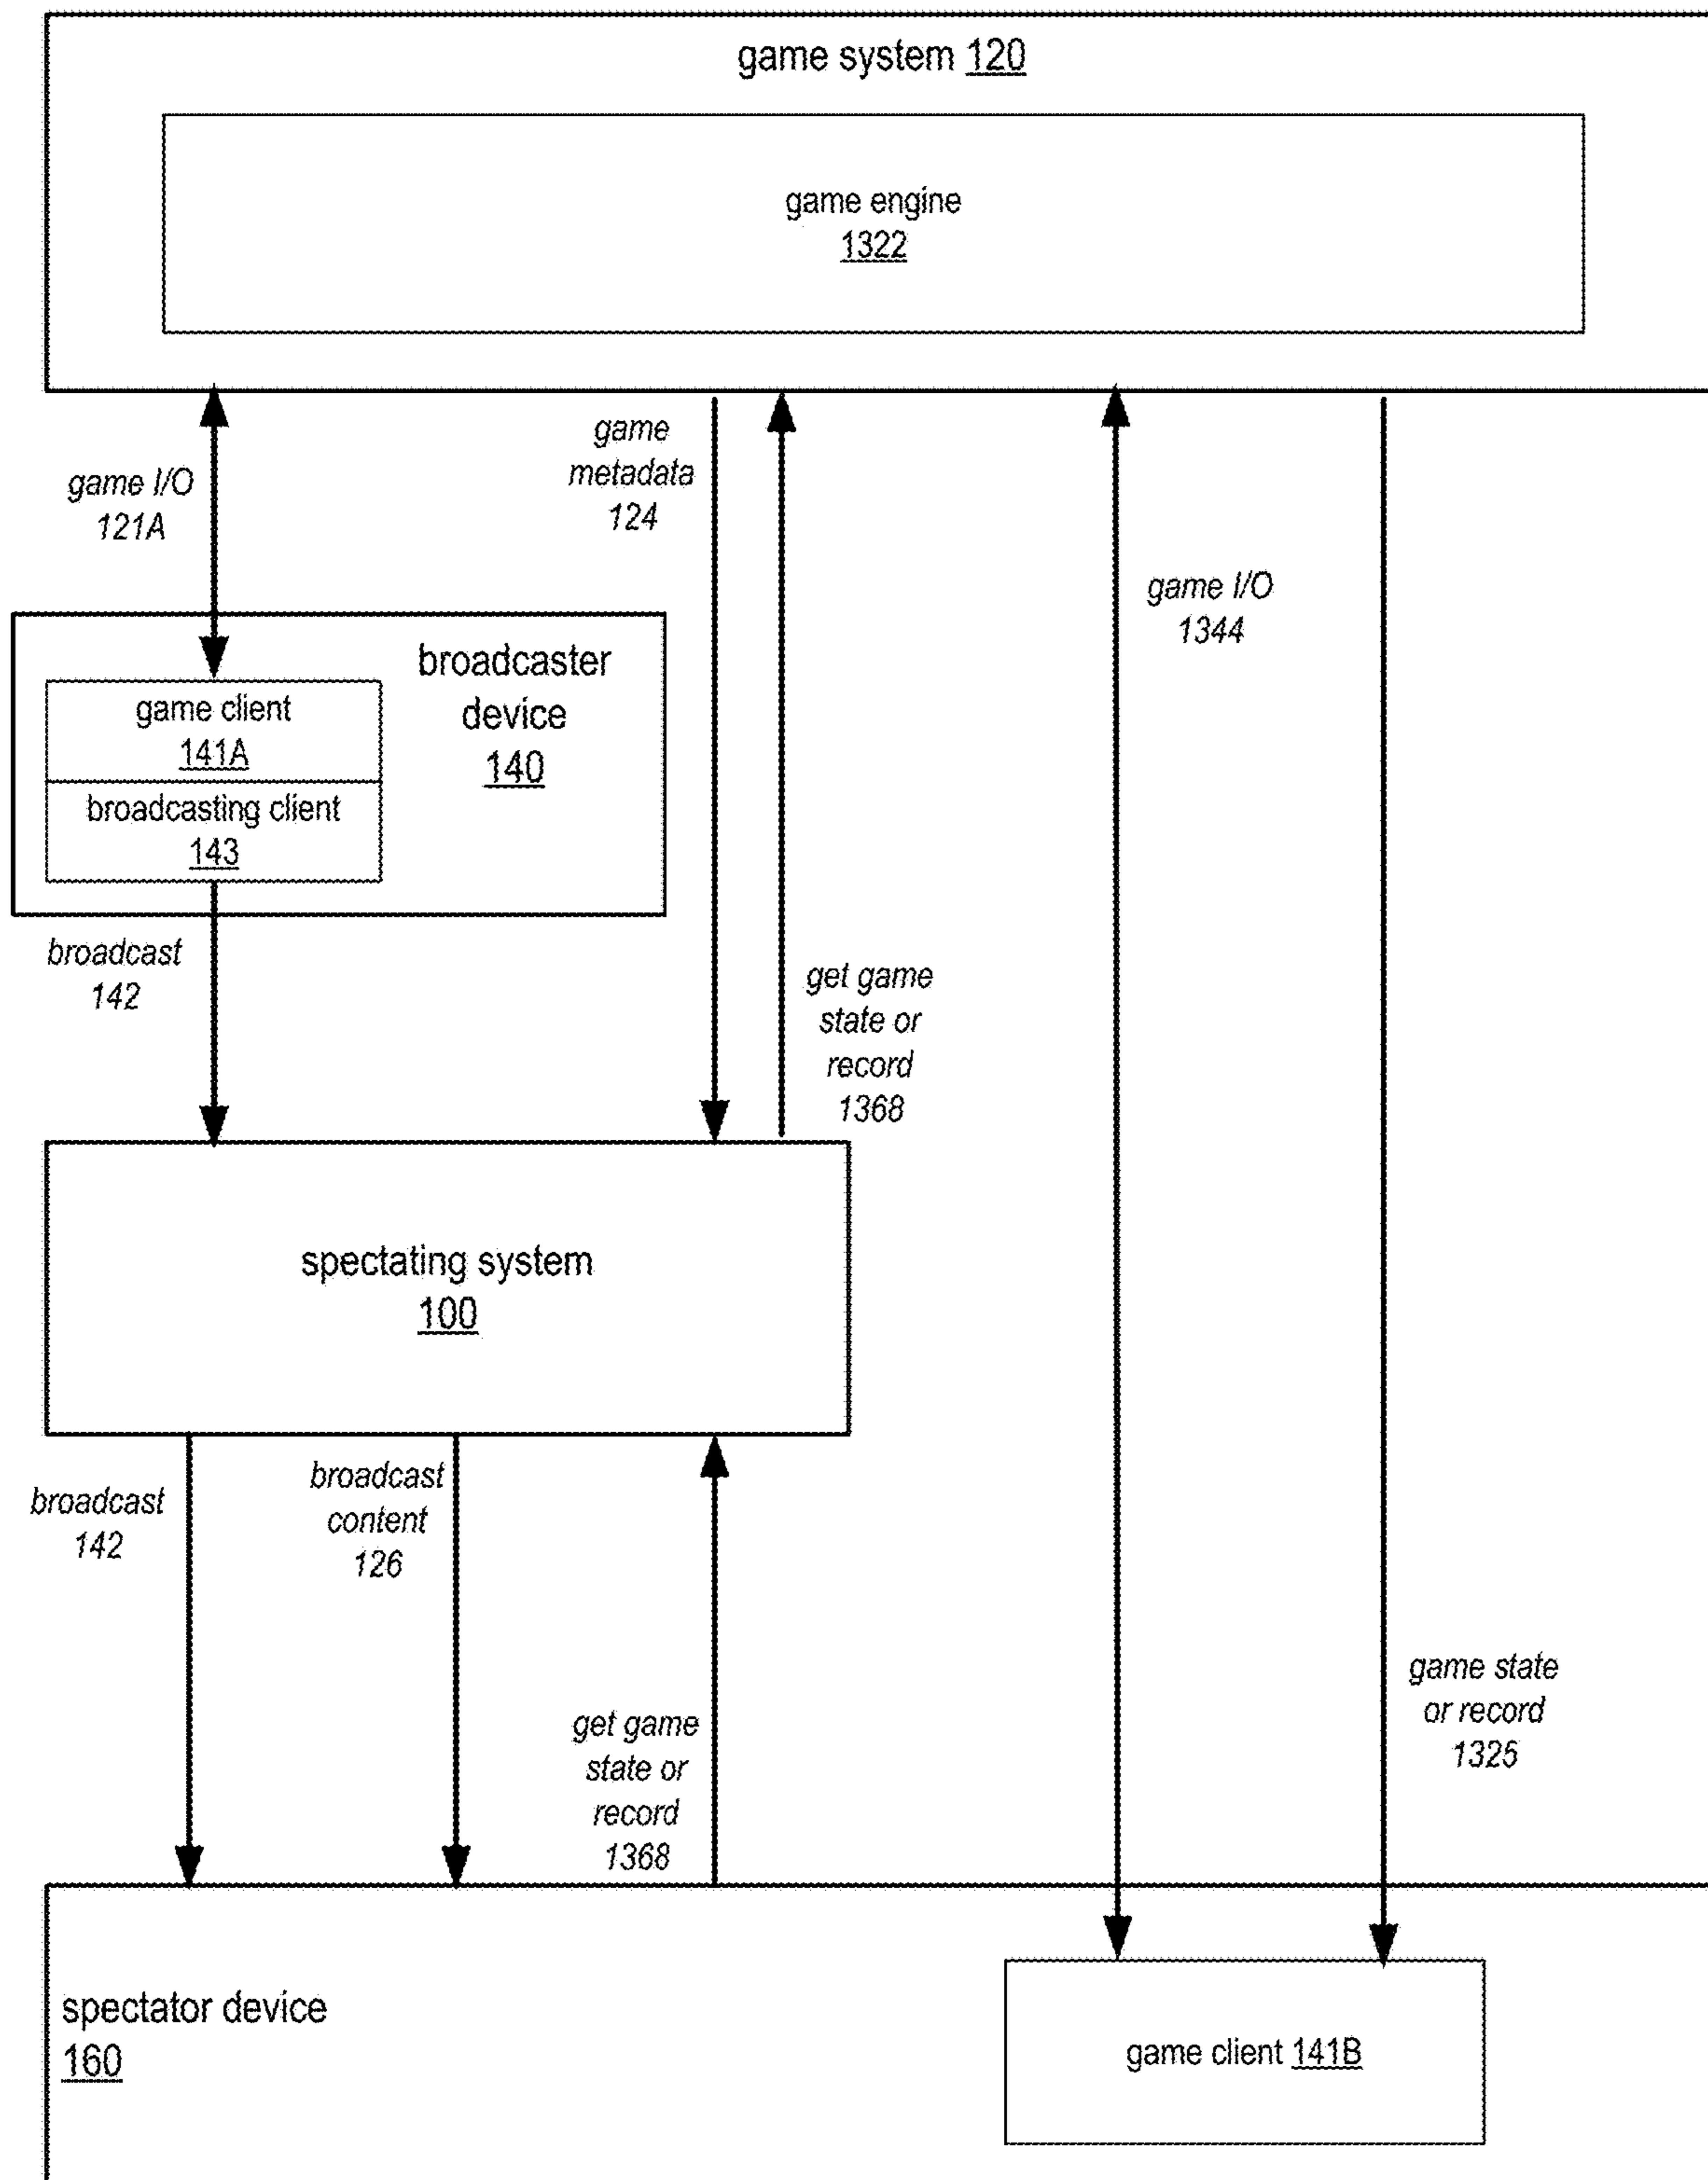 game system 120
game engine
1322
game I/O
121A
game
metadata
124
game I/O
1344
broadcaster
device
140
game client
141A
broadcasting client
143
broadcast
142
get game
state or
record
1368
spectating system
100
broadcast
142
broadcast
content
126
get game
state or
record
1368
game state
or record
1325
spectator device
160
game client 141B